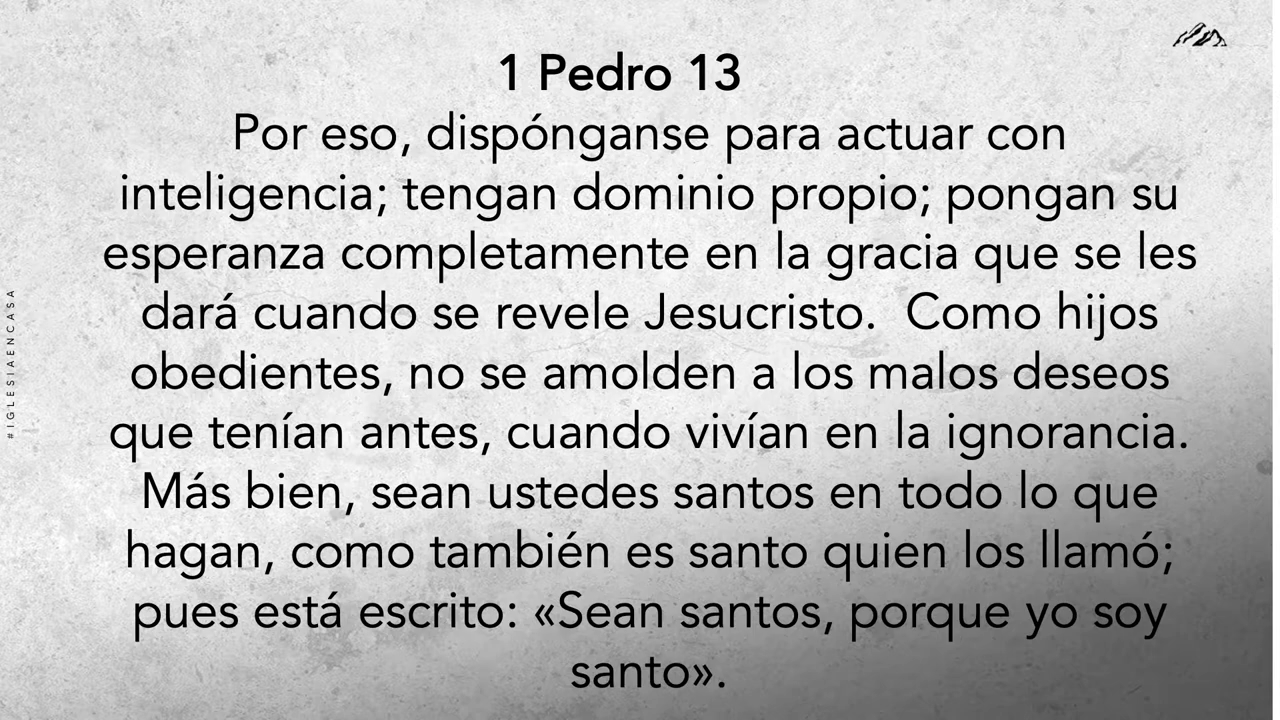 1 Pedro 13
Por eso, dispónganse para actuar con
inteligencia; tengan dominio propio; pongan su
esperanza completamente en la gracia que se les
dará cuando se revele Jesucristo.  Como hijos
obedientes, no se amolden a los malos deseos
que tenían antes, cuando vivían en la ignorancia.
Más bien, sean ustedes santos en todo lo que
hagan, como también es santo quien los llamó;
pues está escrito: «Sean santos, porque yo soy
santo».
#IGLESIAENCASA